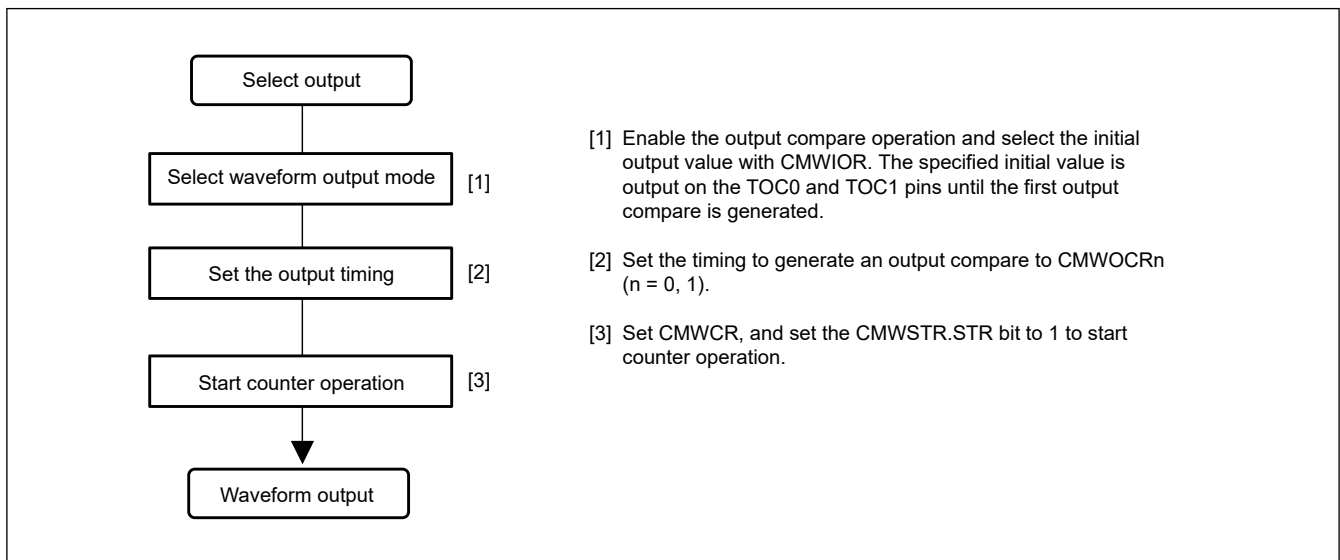 Select output
Select waveform output mode [1]
Set the output timing [2]
Start counter operation [3]
Waveform output
[1] Enable the output compare operation and select the initial
output value with CMWIOR. The specified initial value is
output on the TOC0 and TOC1 pins until the first output
compare is generated.
[2] Set the timing to generate an output compare to CMWOCRn
(n = 0, 1).
[3] Set CMWCR, and set the CMWSTR.STR bit to 1 to start
counter operation.